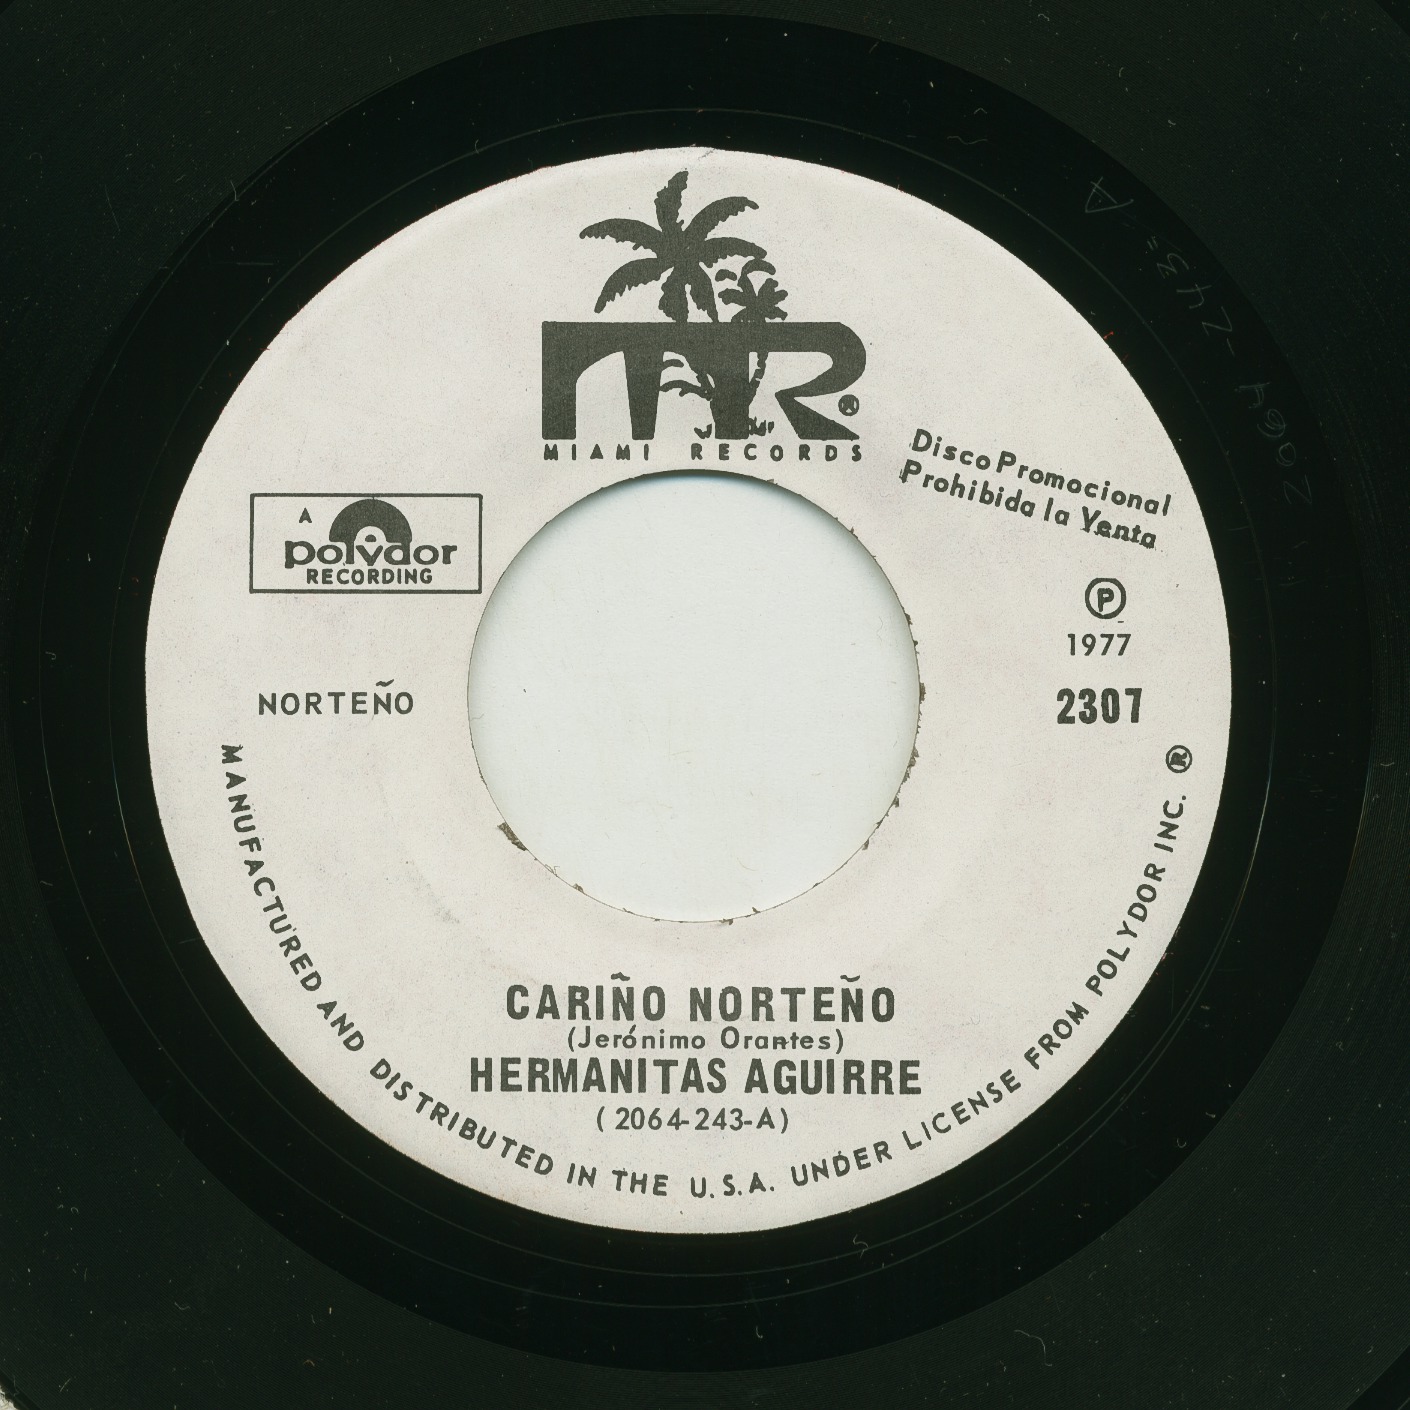 MR ®
MIAMI RECORDS
Disco Promocional
Prohibida la Venta
A
polydor
RECORDING
℗
1977
NORTEÑO
2307
CARIÑO NORTEÑO
(Jerónimo Orantes)
HERMANITAS AGUIRRE
(2064-243-A)
MANUFACTURED AND DISTRIBUTED IN THE U.S.A. UNDER LICENSE FROM POLYDOR INC. ®
2064-243-A